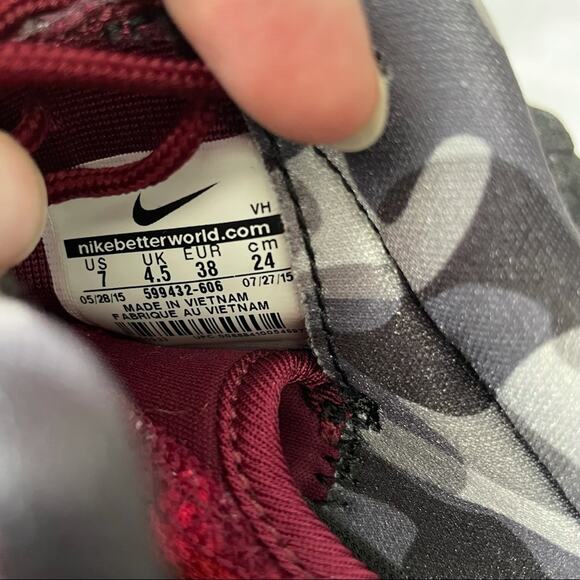 VH
nikebetterworld.com
US UK EUR cm
7 4.5 38 24
05/28/15 599432-606 07/27/15
MADE IN VIETNAM
FABRIQUE AU VIETNAM
UPC